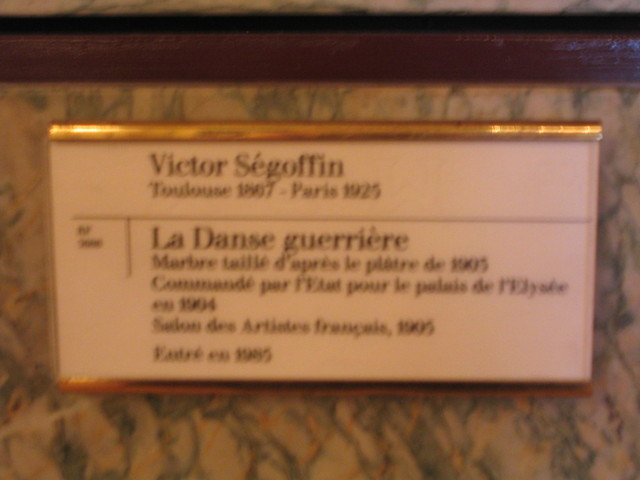 Victor Ségoffin
Toulouse 1867 - Paris 1925
RF
La Danse guerrière
Marbre taillé d'après le plâtre de 1905
Commandé par l'Etat pour le palais de l'Elysée
en 1904
Salon des Artistes français, 1905
Entré en 1985